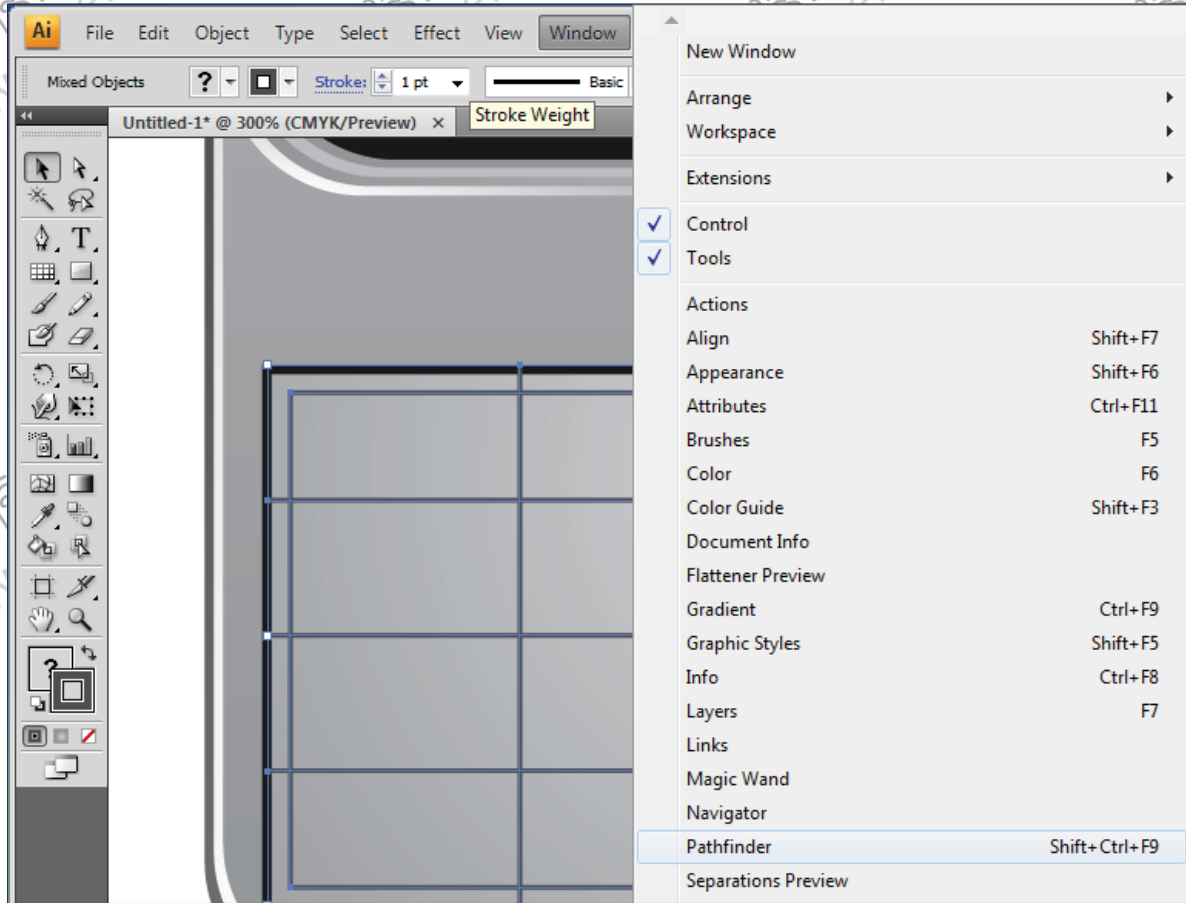 Ai File Edit Object Type Select Effect View Window
Mixed Objects ? Stroke: 1 pt Basic
Untitled-1* @ 300% (CMYK/Preview) ×
Stroke Weight
T
?
New Window
Arrange
Workspace
Extensions
Control
Tools
Actions
Align Shift+F7
Appearance Shift+F6
Attributes Ctrl+F11
Brushes F5
Color F6
Color Guide Shift+F3
Document Info
Flattener Preview
Gradient Ctrl+F9
Graphic Styles Shift+F5
Info Ctrl+F8
Layers F7
Links
Magic Wand
Navigator
Pathfinder Shift+Ctrl+F9
Separations Preview